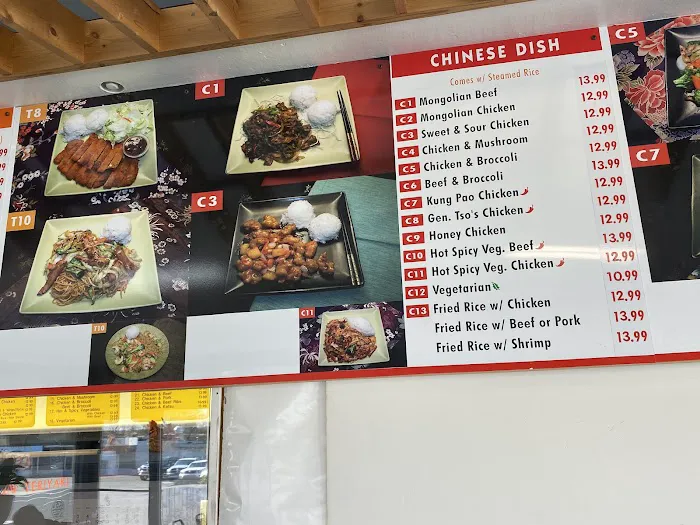 T8
T10
T10
C1
C3
C11
CHINESE DISH
Comes w/ Steamed Rice
C1 Mongolian Beef 13.99
C2 Mongolian Chicken 12.99
C3 Sweet & Sour Chicken 12.99
C4 Chicken & Mushroom 12.99
C5 Chicken & Broccoli 12.99
C6 Beef & Broccoli 13.99
C7 Kung Pao Chicken 12.99
C8 Gen. Tso's Chicken 12.99
C9 Honey Chicken 12.99
C10 Hot Spicy Veg. Beef 13.99
C11 Hot Spicy Veg. Chicken 12.99
C12 Vegetarian 10.99
C13 Fried Rice w/ Chicken 12.99
Fried Rice w/ Beef or Pork 13.99
Fried Rice w/ Shrimp 13.99
C5
C7